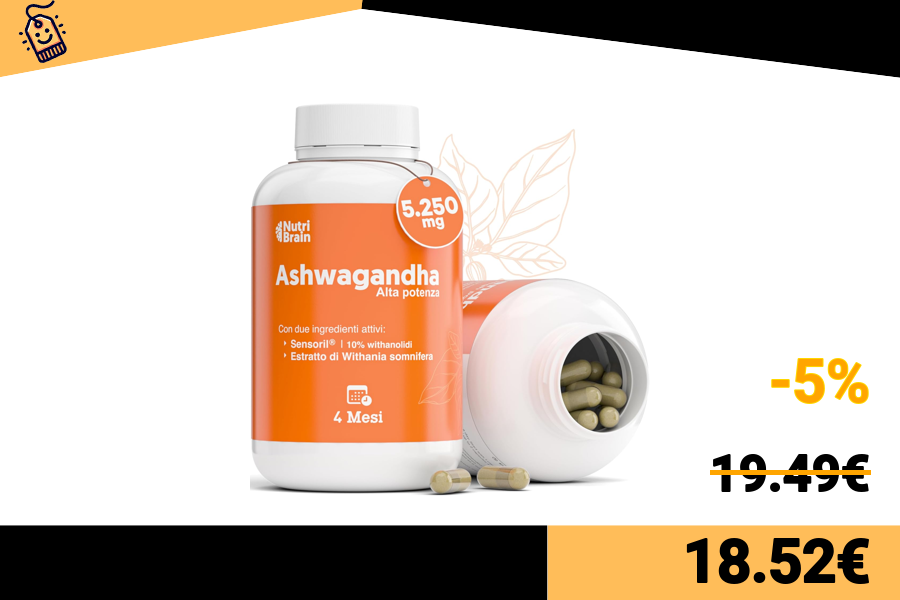 5.250
mg
Nutri
Brain
Ashwagandha
Alta potenza
Con due ingredienti attivi:
› Sensoril® | 10% withanolidi
› Estratto di Withania somnifera
4 Mesi
-5%
19.49€
18.52€